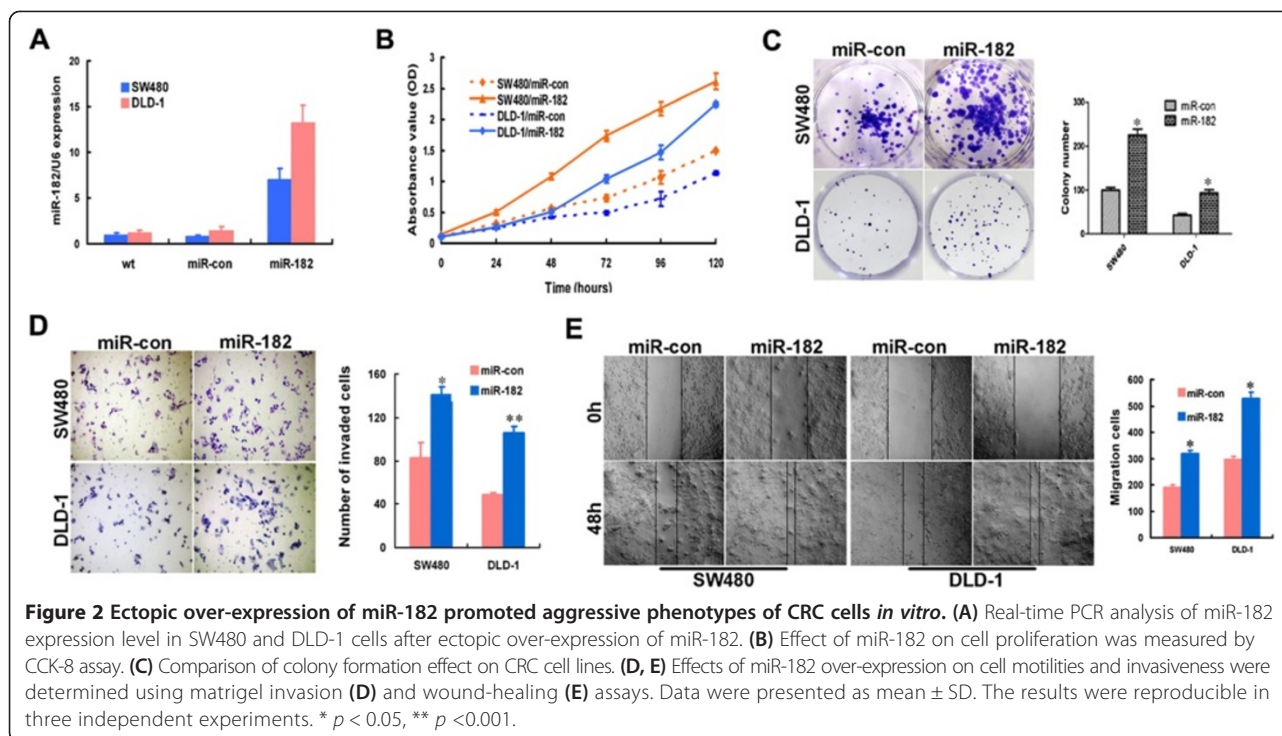 A
miR-182/U6 expression
20
15
10
5
0
SW480
DLD-1
wt
miR-con
miR-182
B
Absorbance value (OD)
3
2.5
2
1.5
1
0.5
0
SW480/miR-con
SW480/miR-182
DLD-1/miR-con
DLD-1/miR-182
0 24 48 72 96 120
Time (hours)
C
miR-con miR-182
SW480
DLD-1
Colony number
300
200
100
0
miR-con
miR-182
*
*
SW480
DLD-1
D
miR-con miR-182
SW480
DLD-1
Number of invaded cells
160
120
80
40
0
miR-con
miR-182
*
**
SW480 DLD-1
E
miR-con miR-182 miR-con miR-182
0h
48h
SW480 DLD-1
Migration cells
600
500
400
300
200
100
0
miR-con
miR-182
*
*
SW480 DLD-1
Figure 2 Ectopic over-expression of miR-182 promoted aggressive phenotypes of CRC cells in vitro. (A) Real-time PCR analysis of miR-182
expression level in SW480 and DLD-1 cells after ectopic over-expression of miR-182. (B) Effect of miR-182 on cell proliferation was measured by
CCK-8 assay. (C) Comparison of colony formation effect on CRC cell lines. (D, E) Effects of miR-182 over-expression on cell motilities and invasiveness were
determined using matrigel invasion (D) and wound-healing (E) assays. Data were presented as mean ± SD. The results were reproducible in
three independent experiments. * p < 0.05, ** p <0.001.